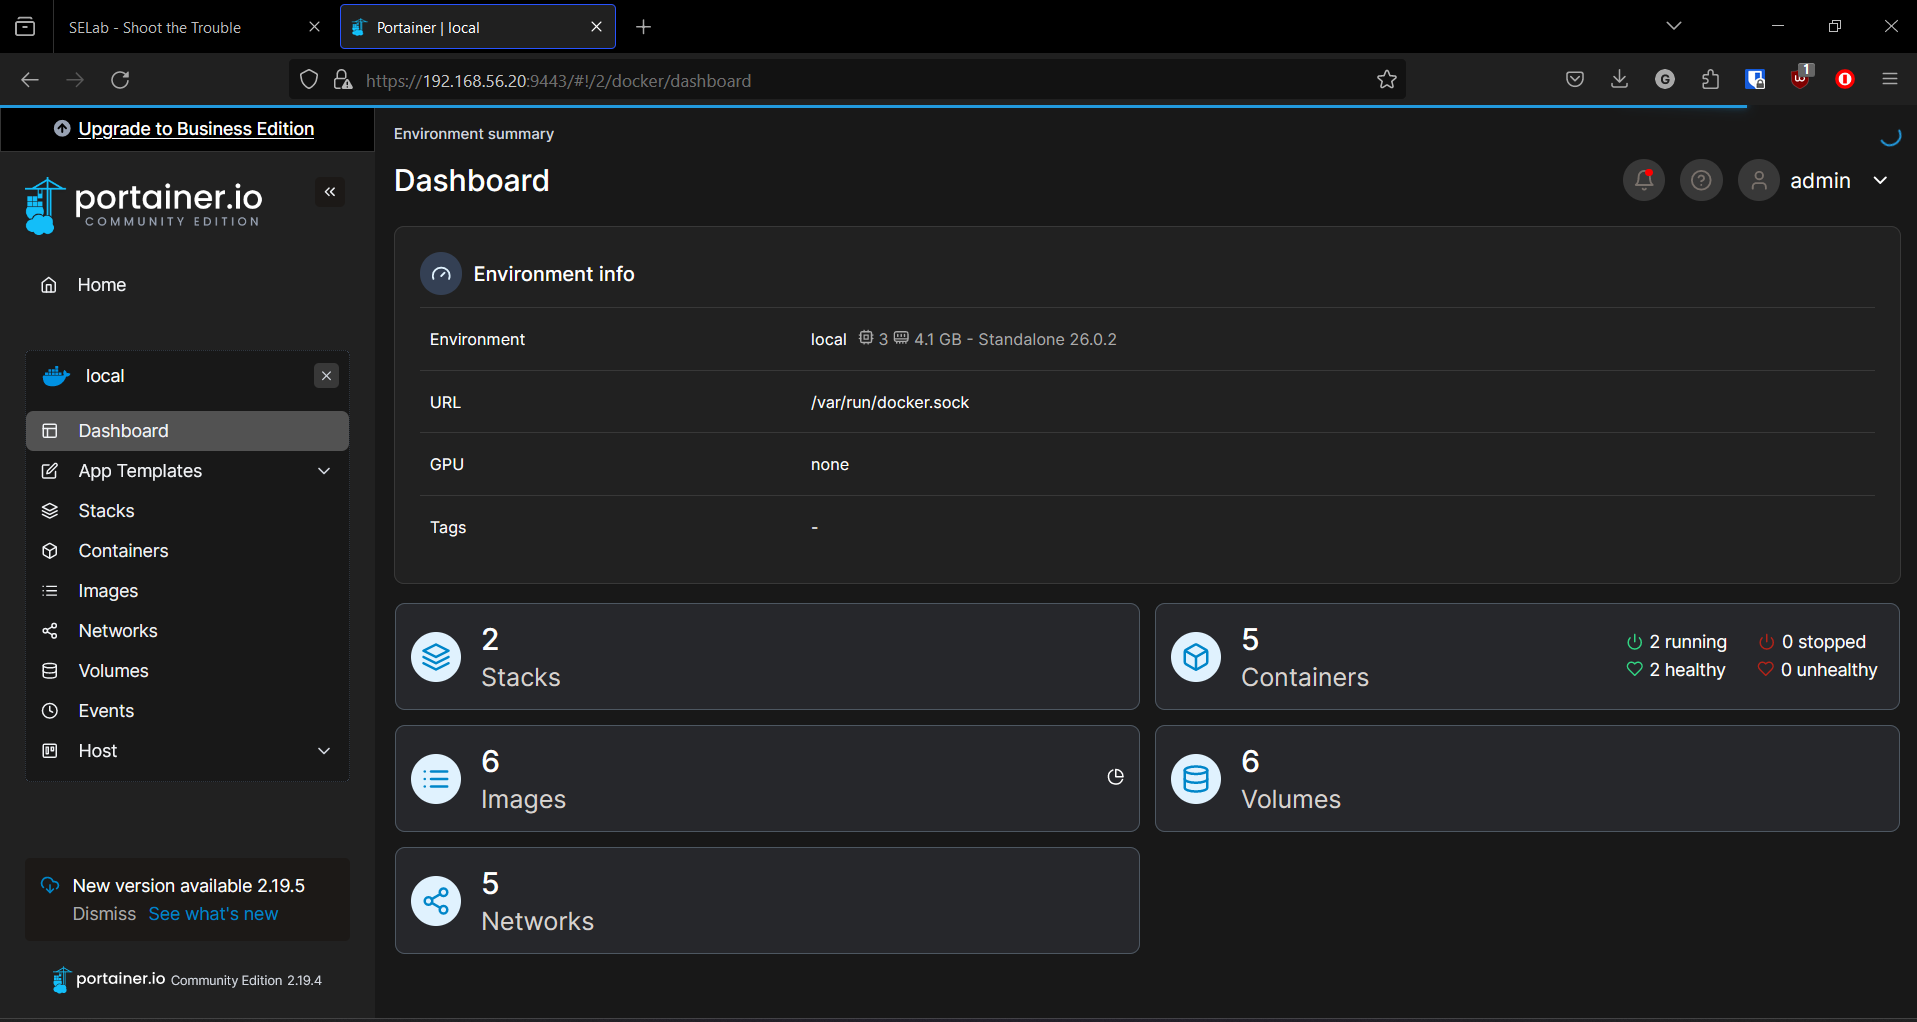 SELab - Shoot the Trouble
Portainer | local
https://192.168.56.20:9443/#!/2/docker/dashboard
G
1
Upgrade to Business Edition
portainer.io
COMMUNITY EDITION
Home
local
Dashboard
App Templates
Stacks
Containers
Images
Networks
Volumes
Events
Host
New version available 2.19.5
Dismiss See what's new
portainer.io Community Edition 2.19.4
Environment summary
Dashboard
admin
Environment info
Environment local 3 4.1 GB - Standalone 26.0.2
URL /var/run/docker.sock
GPU none
Tags -
2
Stacks
5
Containers
2 running 0 stopped
2 healthy 0 unhealthy
6
Images
6
Volumes
5
Networks